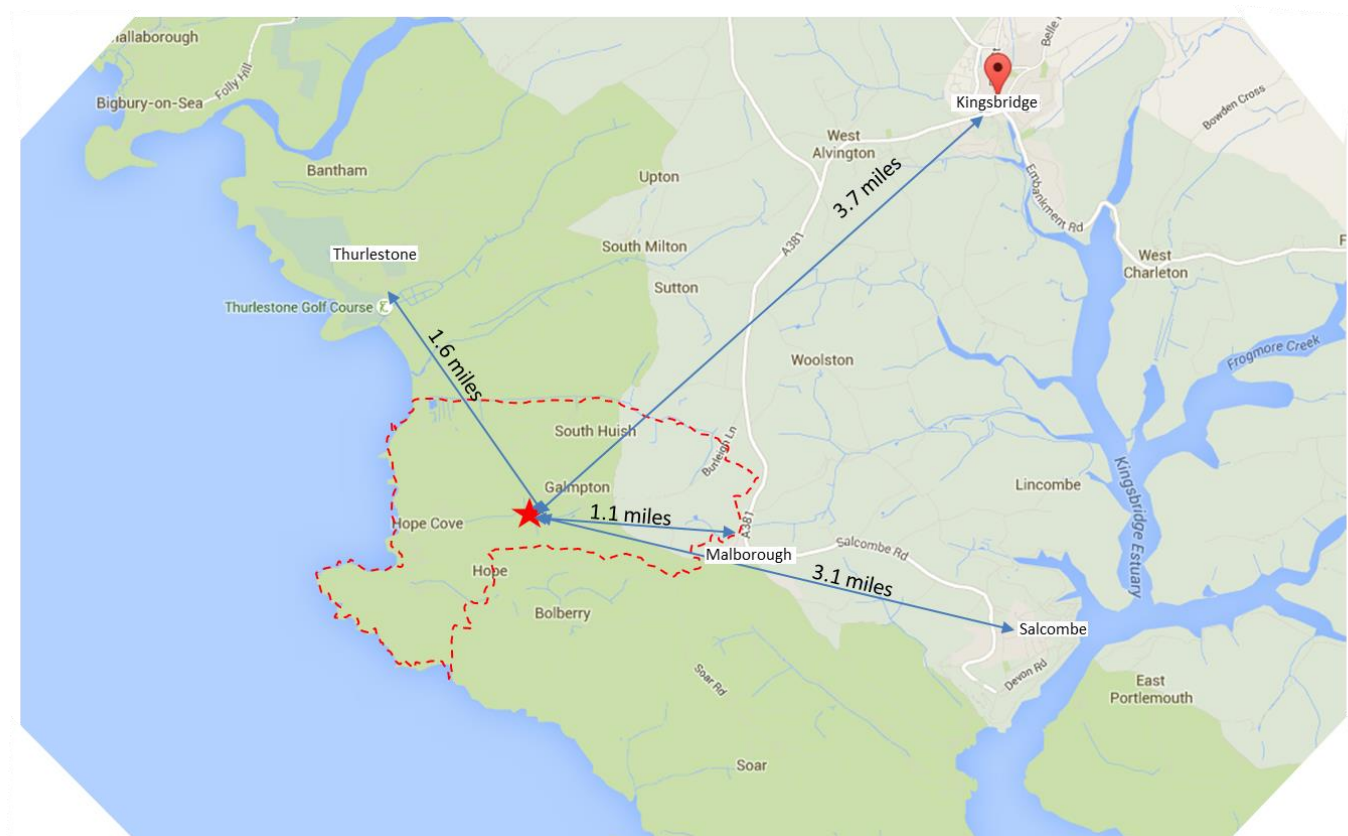 Folly Hill
Bigbury-on-Sea
Kingsbridge
Bowden Cross
West
Alvington
Bantham
Upton
3.7 miles
Embankment Rd
Thurlestone
South Milton
A381
West
Charleton
Sutton
Thurlestone Golf Course
1.6 miles
Woolston
Frogmore Creek
South Huish
Burleigh Ln
Galmpton
Lincombe
Kingsbridge Estuary
Hope Cove
1.1 miles
A381
Malborough
Salcombe Rd
Hope
3.1 miles
Bolberry
Salcombe
Soar Rd
Devon Rd
East
Portlemouth
Soar